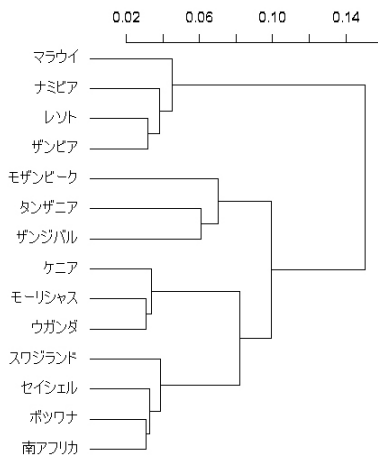 0.02 0.06 0.10 0.14
マラウイ
ナミビア
レソト
ザンビア
モザンビーク
タンザニア
ザンジバル
ケニア
モーリシャス
ウガンダ
スワジランド
セイシェル
ボツワナ
南アフリカ